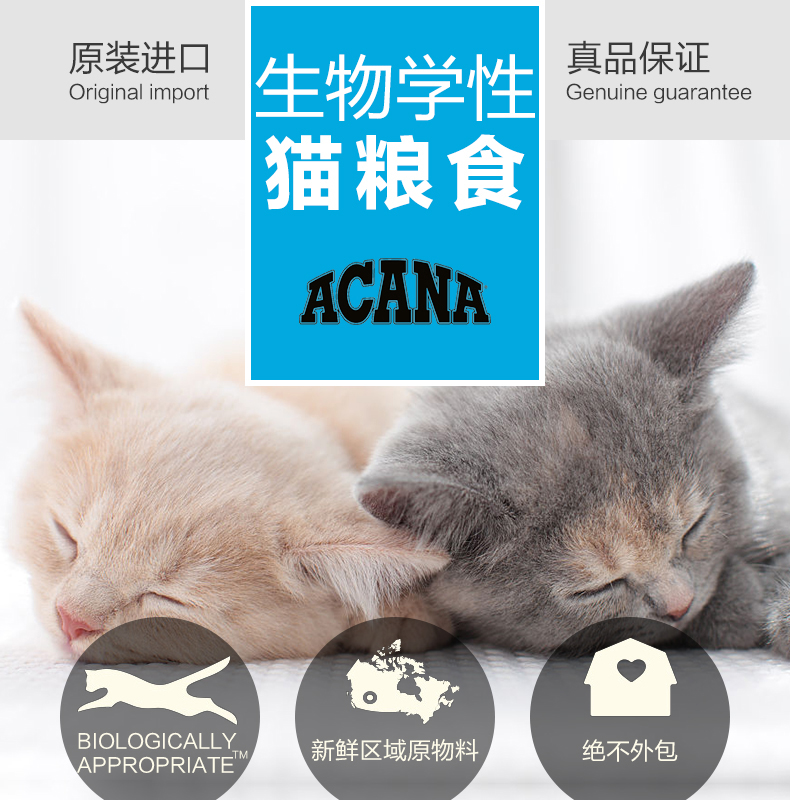 原装进口
Original import
生物学性
猫粮食
ACANA
真品保证
Genuine guarantee
BIOLOGICALLY
APPROPRIATE™
新鲜区域原物料
绝不外包